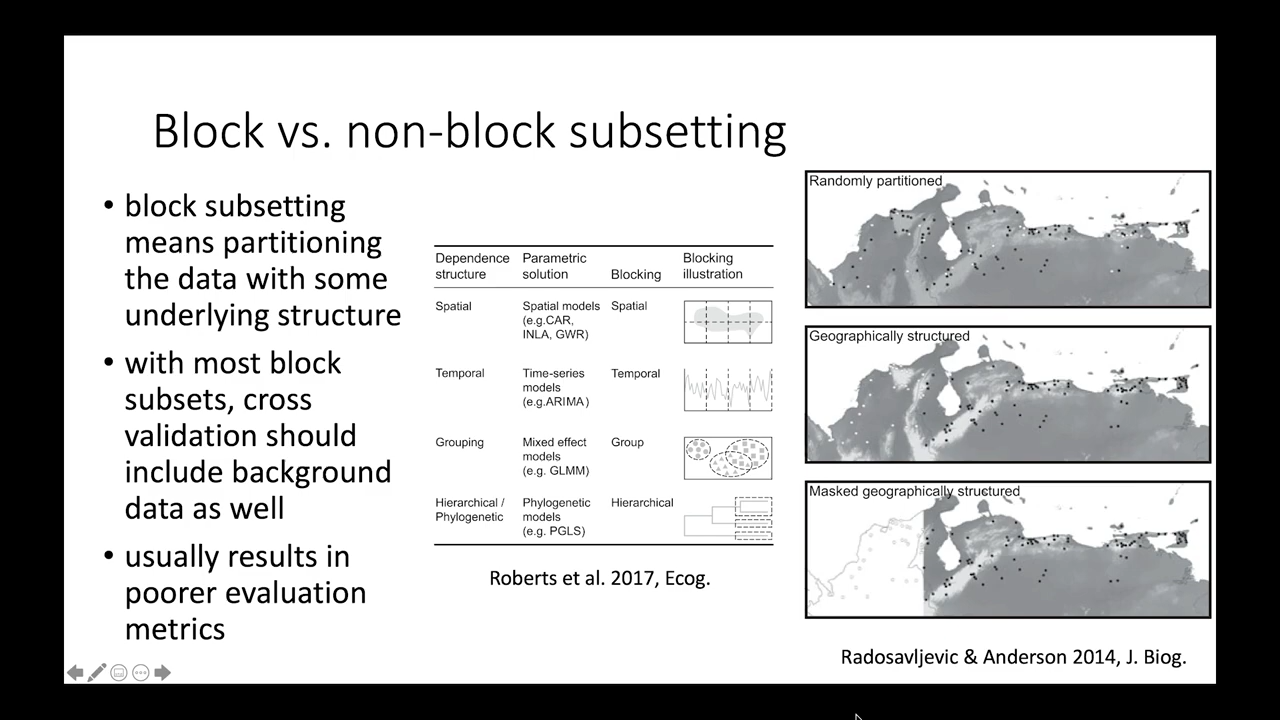 Block vs. non-block subsetting
• block subsetting
means partitioning
the data with some
underlying structure
• with most block
subsets, cross
validation should
include background
data as well
• usually results in
poorer evaluation
metrics
Dependence structure Parametric solution Blocking Blocking illustration
Spatial Spatial models (e.g.CAR, INLA, GWR) Spatial
Temporal Time-series models (e.g.ARIMA) Temporal
Grouping Mixed effect models (e.g. GLMM) Group
Hierarchical / Phylogenetic Phylogenetic models (e.g. PGLS) Hierarchical
Roberts et al. 2017, Ecog.
Randomly partitioned
Geographically structured
Masked geographically structured
Radosavljevic & Anderson 2014, J. Biog.